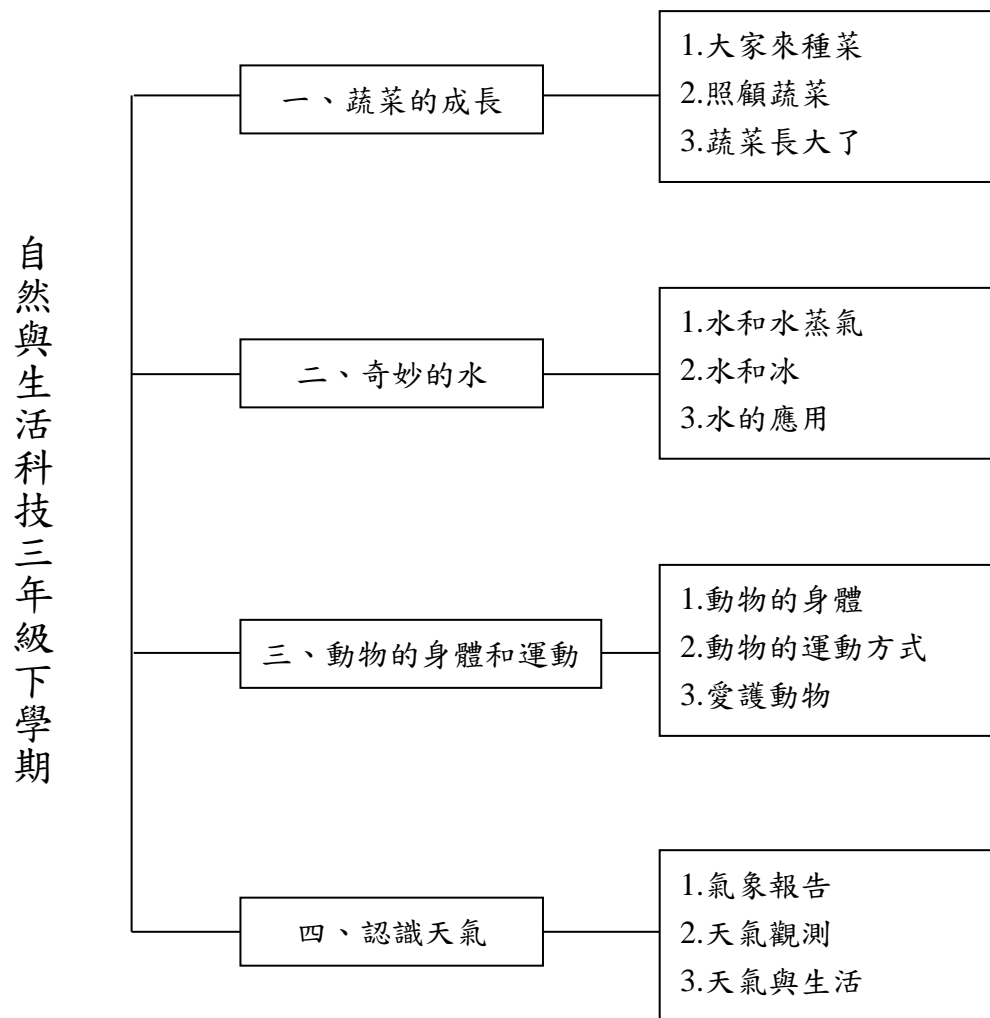 自然與生活科技三年級下學期
一、蔬菜的成長
1.大家來種菜
2.照顧蔬菜
3.蔬菜長大了
二、奇妙的水
1.水和水蒸氣
2.水和冰
3.水的應用
三、動物的身體和運動
1.動物的身體
2.動物的運動方式
3.愛護動物
四、認識天氣
1.氣象報告
2.天氣觀測
3.天氣與生活